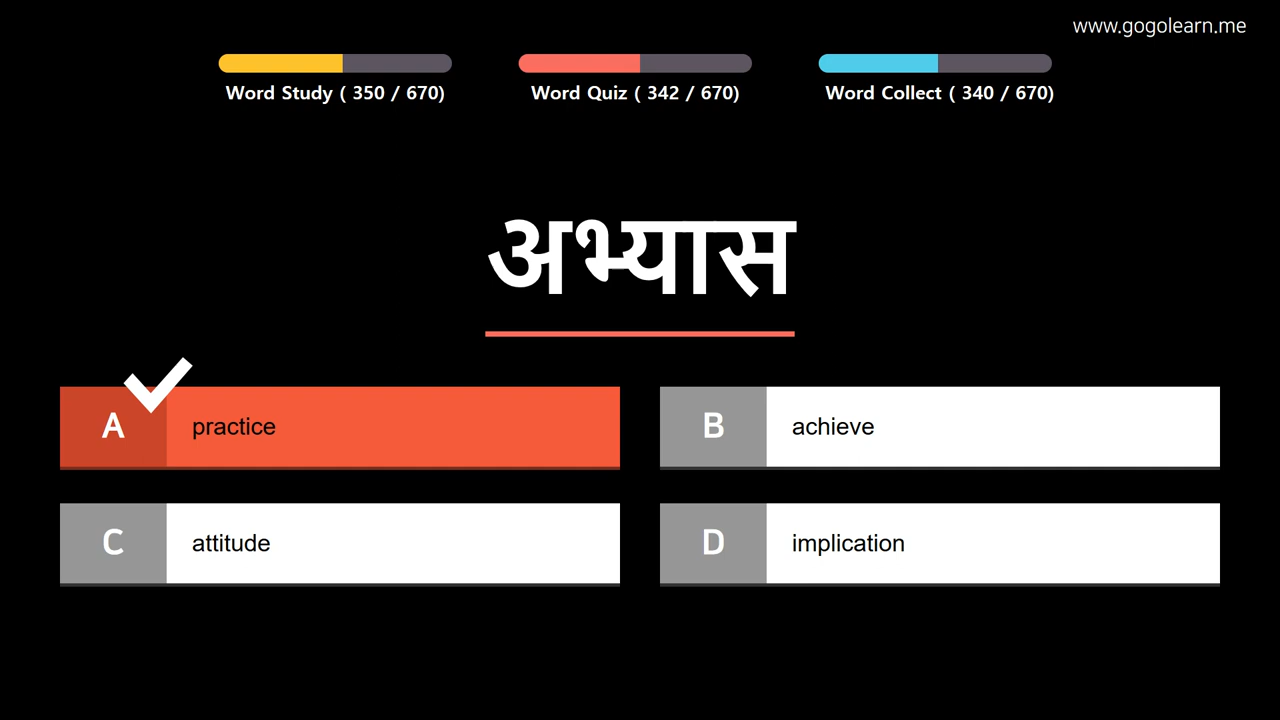 www.gogolearn.me
Word Study ( 350 / 670)
Word Quiz ( 342 / 670)
Word Collect ( 340 / 670)
अभ्यास
A practice
B achieve
C attitude
D implication